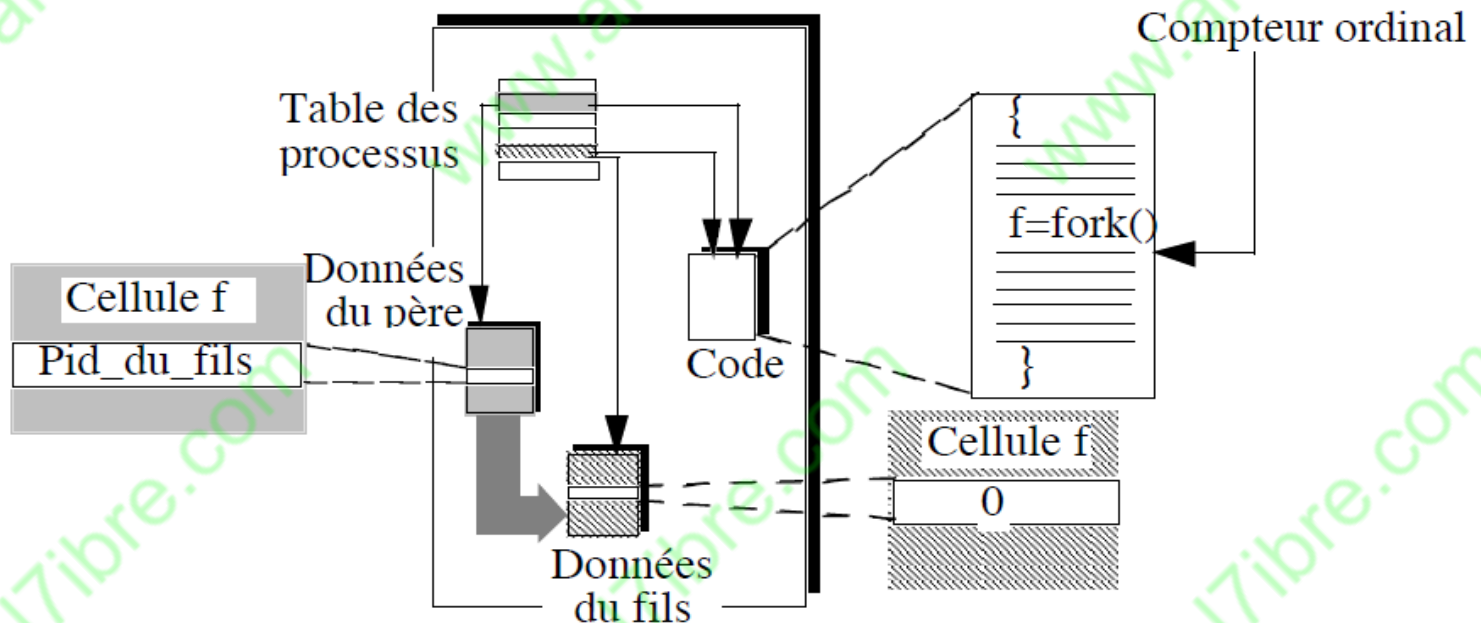 Compteur ordinal
Table des
processus
{
f=fork()
}
Données
du père
Cellule f
Pid_du_fils
Code
Cellule f
0
Données
du fils